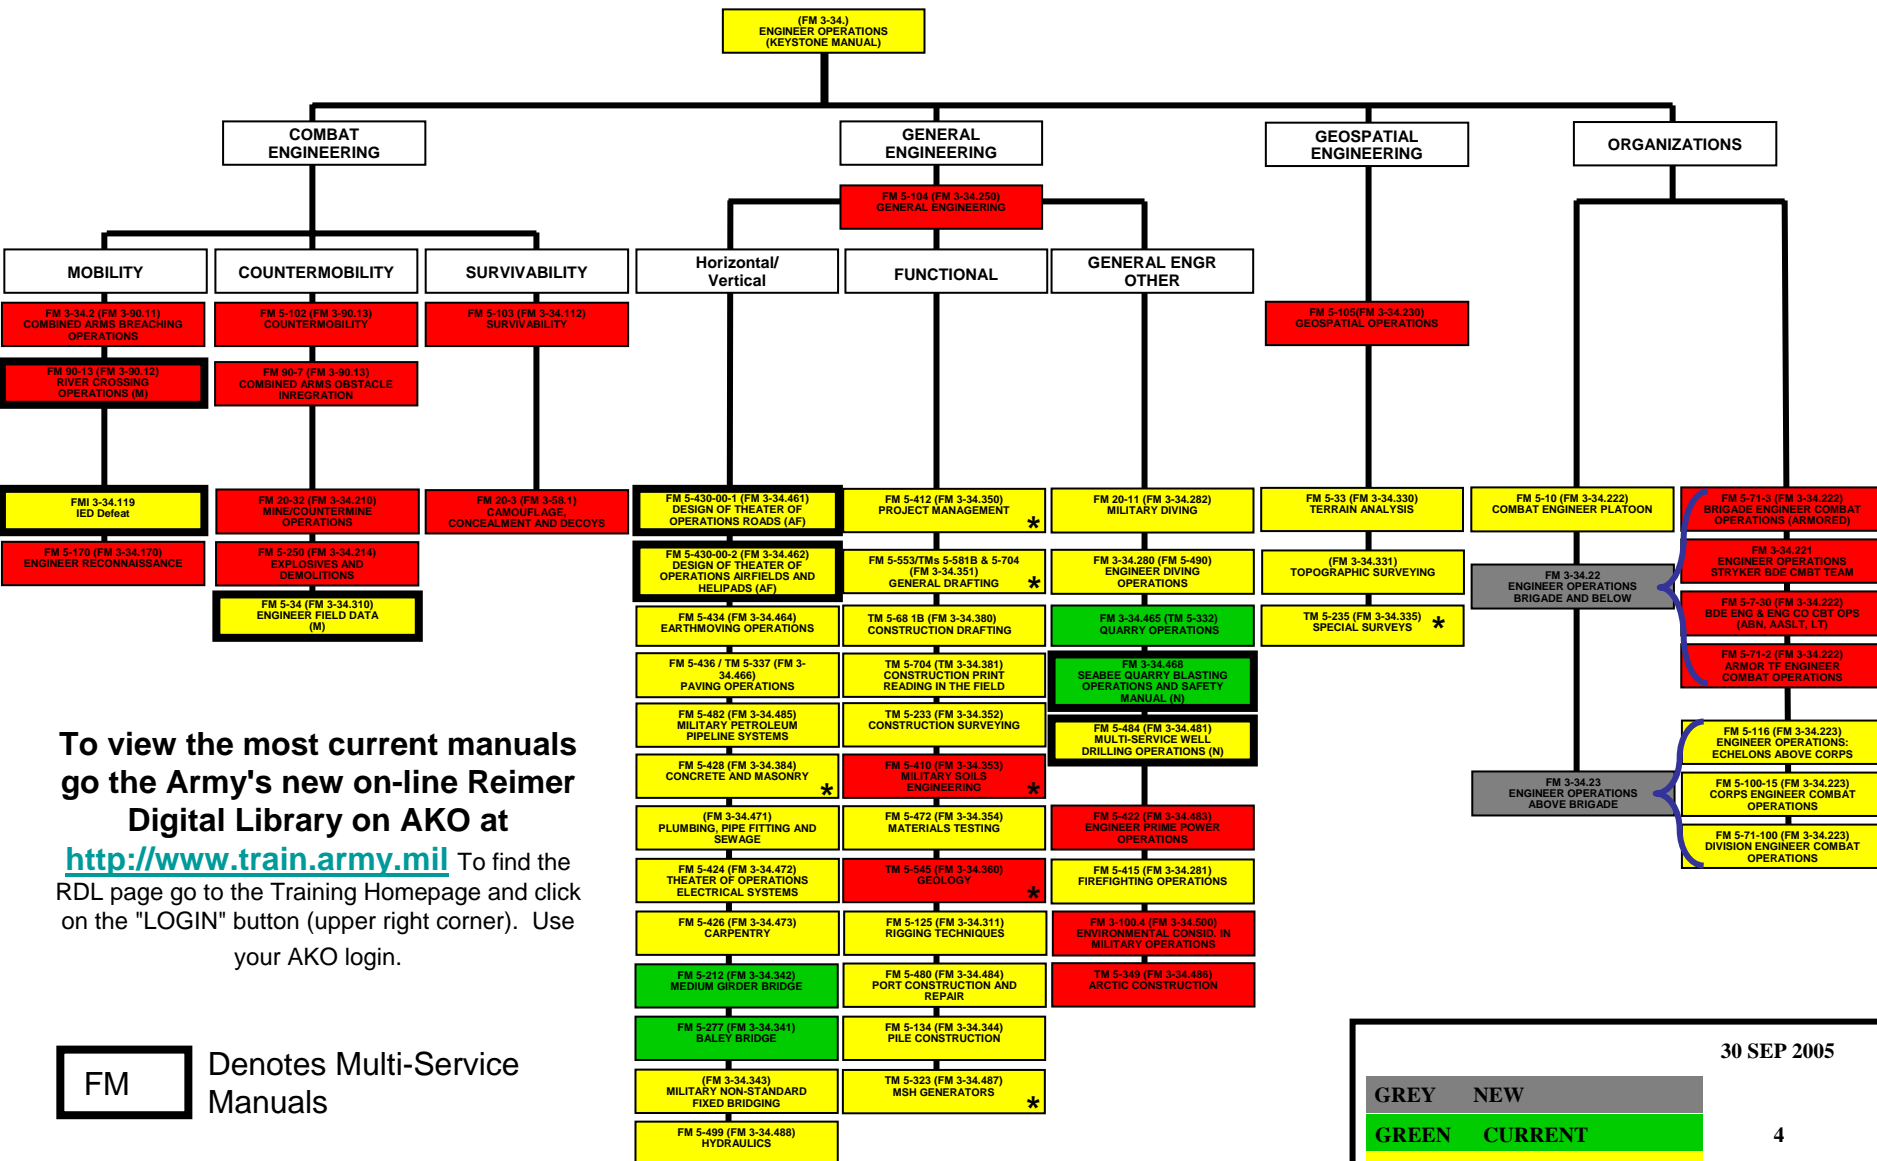 (FM 3-34.)
ENGINEER OPERATIONS
(KEYSTONE MANUAL)
COMBAT
ENGINEERING
GENERAL
ENGINEERING
GEOSPATIAL
ENGINEERING
ORGANIZATIONS
FM 5-104 (FM 3-34.250)
GENERAL ENGINEERING
MOBILITY
COUNTERMOBILITY
SURVIVABILITY
Horizontal/
Vertical
FUNCTIONAL
GENERAL ENGR
OTHER
FM 3-34.2 (FM 3-90.11)
COMBINED ARMS BREACHING
OPERATIONS
FM 90-13 (FM 3-90.12)
RIVER CROSSING
OPERATIONS (M)
FMI 3-34.119
IED Defeat
FM 5-170 (FM 3-34.170)
ENGINEER RECONNAISSANCE
FM 5-102 (FM 3-90.13)
COUNTERMOBILITY
FM 90-7 (FM 3-90.13)
COMBINED ARMS OBSTACLE
INREGRATION
FM 20-32 (FM 3-34.210)
MINE/COUNTERMINE
OPERATIONS
FM 5-250 (FM 3-34.214)
EXPLOSIVES AND
DEMOLITIONS
FM 5-34 (FM 3-34.310)
ENGINEER FIELD DATA
(M)
FM 5-103 (FM 3-34.112)
SURVIVABILITY
FM 20-3 (FM 3-58.1)
CAMOUFLAGE,
CONCEALMENT AND DECOYS
FM 5-430-00-1 (FM 3-34.461)
DESIGN OF THEATER OF
OPERATIONS ROADS (AF)
FM 5-430-00-2 (FM 3-34.462)
DESIGN OF THEATER OF
OPERATIONS AIRFIELDS AND
HELIPADS (AF)
FM 5-434 (FM 3-34.464)
EARTHMOVING OPERATIONS
FM 5-436 / TM 5-337 (FM 3-
34.466)
PAVING OPERATIONS
FM 5-482 (FM 3-34.485)
MILITARY PETROLEUM
PIPELINE SYSTEMS
FM 5-428 (FM 3-34.384)
CONCRETE AND MASONRY
*
(FM 3-34.471)
PLUMBING, PIPE FITTING AND
SEWAGE
FM 5-424 (FM 3-34.472)
THEATER OF OPERATIONS
ELECTRICAL SYSTEMS
FM 5-426 (FM 3-34.473)
CARPENTRY
FM 5-212 (FM 3-34.342)
MEDIUM GIRDER BRIDGE
FM 5-277 (FM 3-34.341)
BALEY BRIDGE
(FM 3-34.343)
MILITARY NON-STANDARD
FIXED BRIDGING
FM 5-499 (FM 3-34.488)
HYDRAULICS
FM 5-412 (FM 3-34.350)
PROJECT MANAGEMENT
*
FM 5-553/TMs 5-581B & 5-704
(FM 3-34.351)
GENERAL DRAFTING
*
TM 5-68 1B (FM 3-34.380)
CONSTRUCTION DRAFTING
TM 5-704 (TM 3-34.381)
CONSTRUCTION PRINT
READING IN THE FIELD
TM 5-233 (FM 3-34.352)
CONSTRUCTION SURVEYING
FM 5-410 (FM 3-34.353)
MILITARY SOILS
ENGINEERING
*
FM 5-472 (FM 3-34.354)
MATERIALS TESTING
TM 5-545 (FM 3-34.360)
GEOLOGY
*
FM 5-125 (FM 3-34.311)
RIGGING TECHNIQUES
FM 5-480 (FM 3-34.484)
PORT CONSTRUCTION AND
REPAIR
FM 5-134 (FM 3-34.344)
PILE CONSTRUCTION
TM 5-323 (FM 3-34.487)
MSH GENERATORS
*
FM 20-11 (FM 3-34.282)
MILITARY DIVING
FM 3-34.280 (FM 5-490)
ENGINEER DIVING
OPERATIONS
FM 3-34.465 (TM 5-332)
QUARRY OPERATIONS
FM 3-34.468
SEABEE QUARRY BLASTING
OPERATIONS AND SAFETY
MANUAL (N)
FM 5-484 (FM 3-34.481)
MULTI-SERVICE WELL
DRILLING OPERATIONS (N)
FM 5-422 (FM 3-34.483)
ENGINEER PRIME POWER
OPERATIONS
FM 5-415 (FM 3-34.281)
FIREFIGHTING OPERATIONS
FM 3-100.4 (FM 3-34.500)
ENVIRONMENTAL CONSID. IN
MILITARY OPERATIONS
TM 5-349 (FM 3-34.486)
ARCTIC CONSTRUCTION
FM 5-105(FM 3-34.230)
GEOSPATIAL OPERATIONS
FM 5-33 (FM 3-34.330)
TERRAIN ANALYSIS
(FM 3-34.331)
TOPOGRAPHIC SURVEYING
TM 5-235 (FM 3-34.335)
SPECIAL SURVEYS
*
FM 5-10 (FM 3-34.222)
COMBAT ENGINEER PLATOON
FM 3-34.22
ENGINEER OPERATIONS
BRIGADE AND BELOW
FM 3-34.23
ENGINEER OPERATIONS
ABOVE BRIGADE
FM 5-71-3 (FM 3-34.222)
BRIGADE ENGINEER COMBAT
OPERATIONS (ARMORED)
FM 3-34.221
ENGINEER OPERATIONS
STRYKER BDE CMBT TEAM
FM 5-7-30 (FM 3-34.222)
BDE ENG & ENG CO CBT OPS
(ABN, AASLT, LT)
FM 5-71-2 (FM 3-34.222)
ARMOR TF ENGINEER
COMBAT OPERATIONS
FM 5-116 (FM 3-34.223)
ENGINEER OPERATIONS:
ECHELONS ABOVE CORPS
FM 5-100-15 (FM 3-34.223)
CORPS ENGINEER COMBAT
OPERATIONS
FM 5-71-100 (FM 3-34.223)
DIVISION ENGINEER COMBAT
OPERATIONS
To view the most current manuals
go the Army's new on-line Reimer
Digital Library on AKO at
http://www.train.army.mil To find the
RDL page go to the Training Homepage and click
on the "LOGIN" button (upper right corner). Use
your AKO login.
FM
Denotes Multi-Service
Manuals
30 SEP 2005
GREY NEW
GREEN CURRENT 4